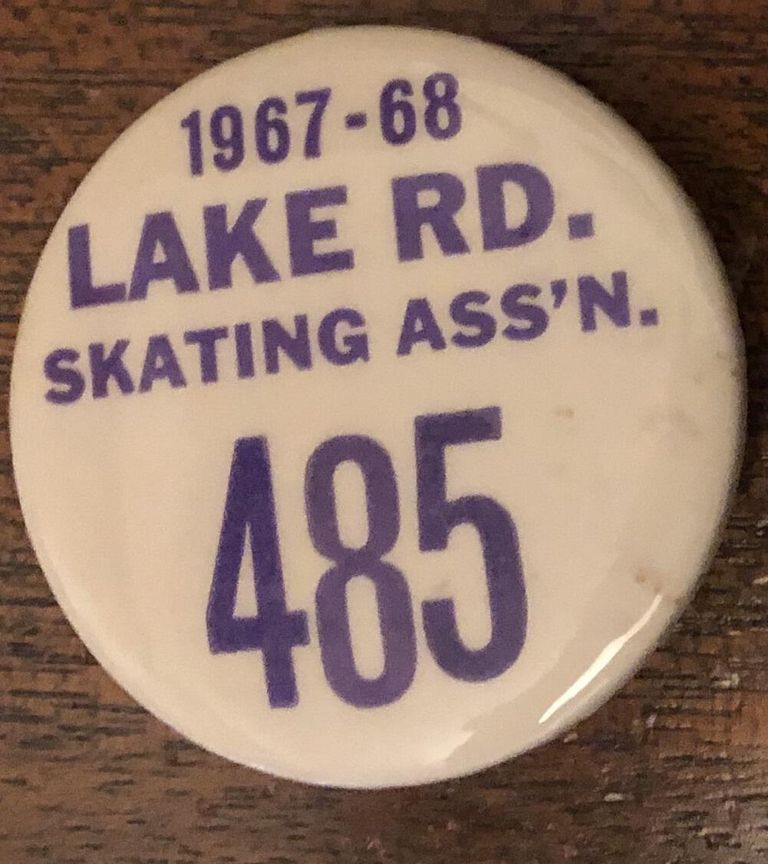 1967-68
LAKE RD.
SKATING ASS'N.
485